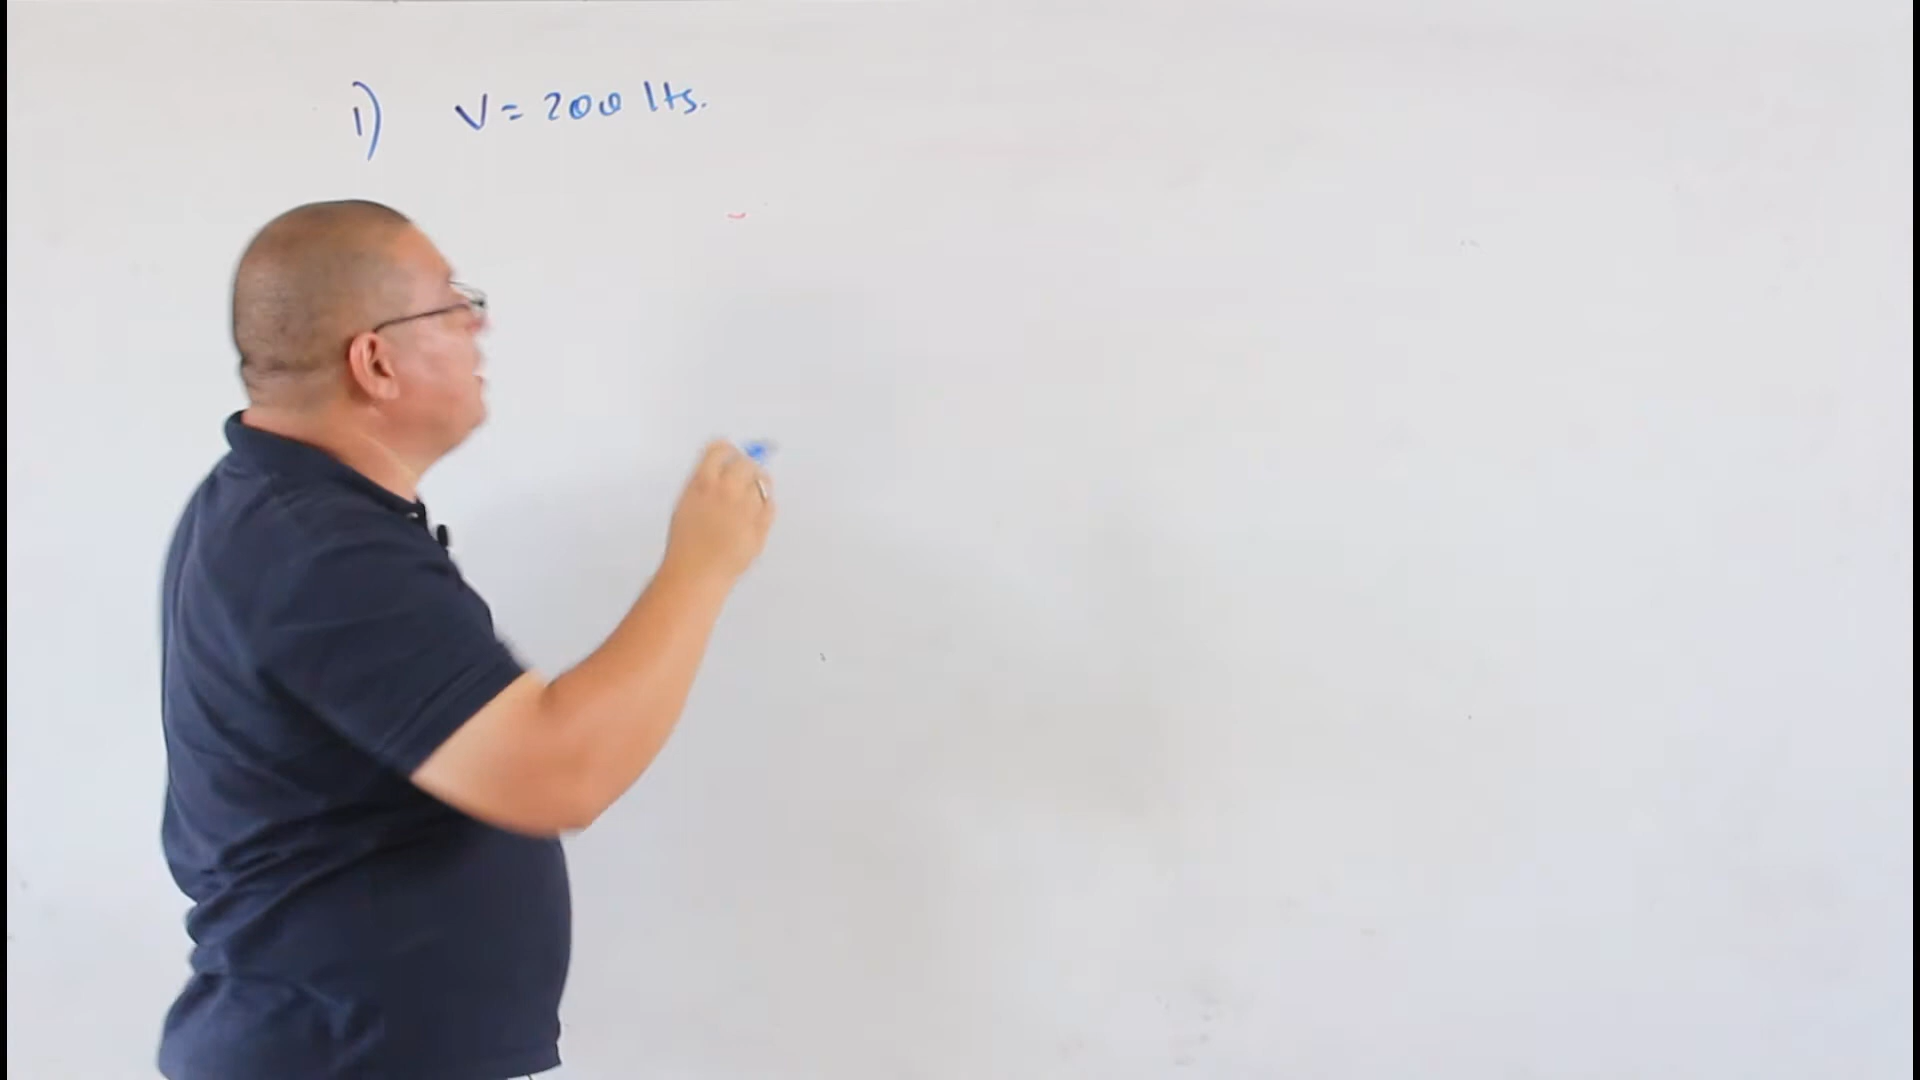 1) V = 200 lts.